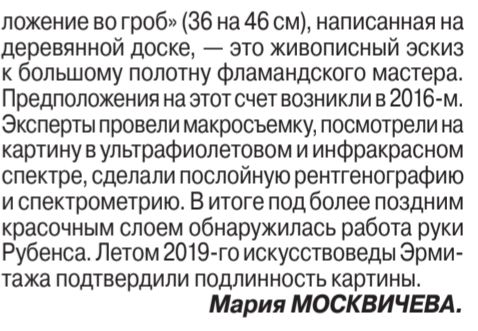 ложение во гроб» (36 на 46 см), написанная на
деревянной доске, — это живописный эскиз
к большому полотну фламандского мастера.
Предположения на этот счет возникли в 2016-м.
Эксперты провели макросъемку, посмотрели на
картину в ультрафиолетовом и инфракрасном
спектре, сделали послойную рентгенографию
и спектрометрию. В итоге под более поздним
красочным слоем обнаружилась работа руки
Рубенса. Летом 2019-го искусствоведы Эрми-
тажа подтвердили подлинность картины.
Мария МОСКВИЧЕВА.